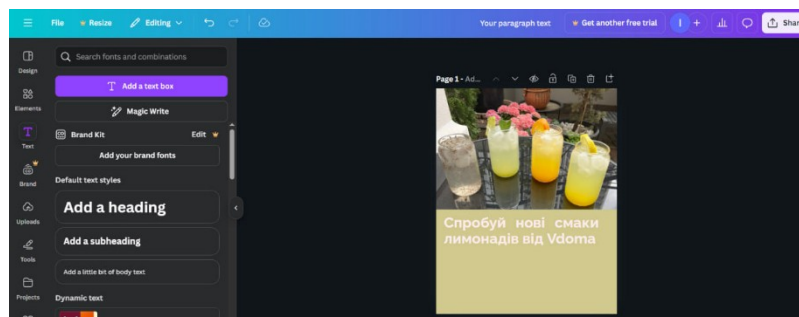 File
Resize
Editing
Your paragraph text
Get another free trial
I
Shar
Design
Elements
Text
Brand
Uploads
Tools
Projects
Search fonts and combinations
Add a text box
Magic Write
Brand Kit
Edit
Add your brand fonts
Default text styles
Add a heading
Add a subheading
Add a little bit of body text
Dynamic text
Page 1 - Ad...
Спробуй нові смаки
лимонадів від Vdoma